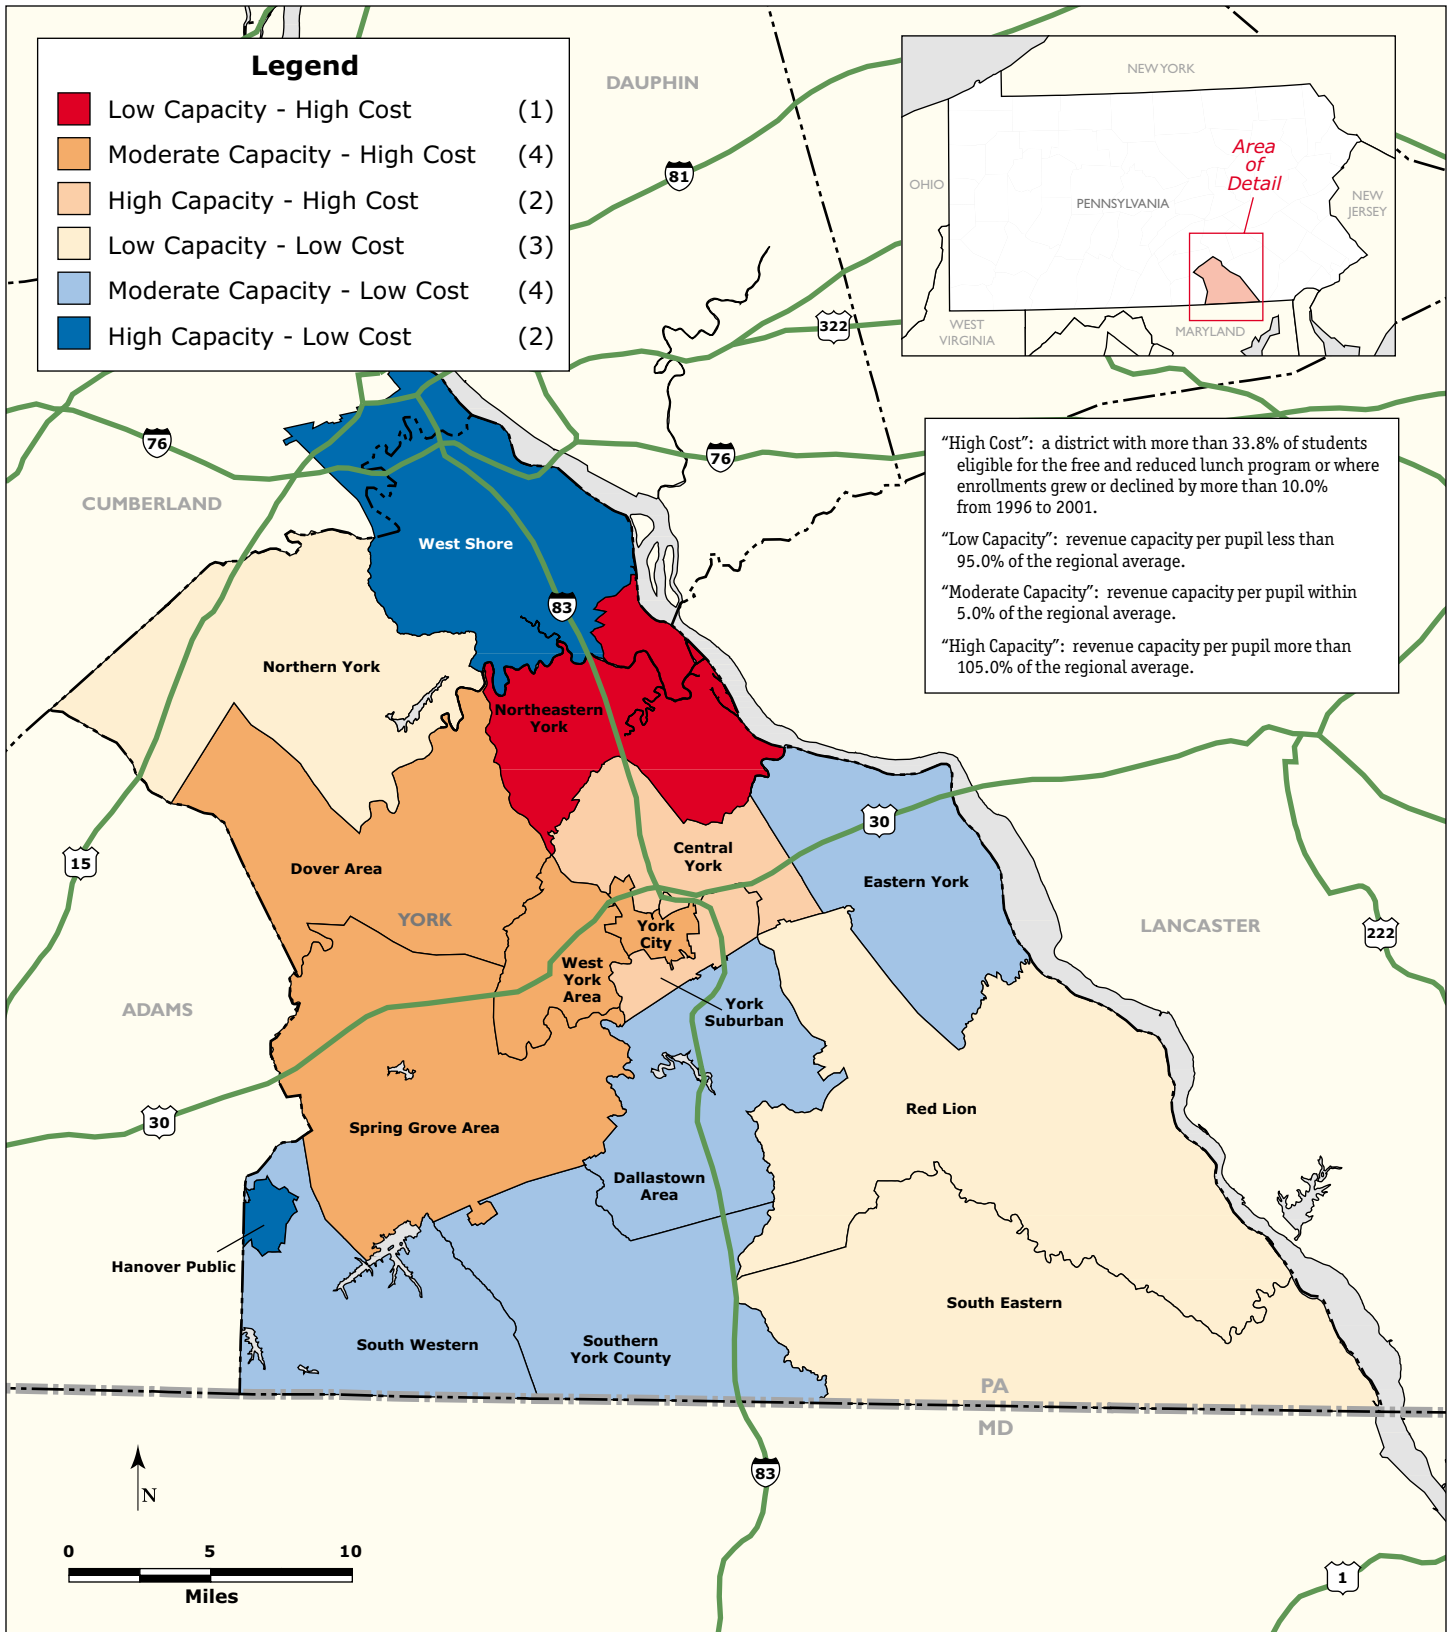 Legend
Low Capacity - High Cost (1)
Moderate Capacity - High Cost (4)
High Capacity - High Cost (2)
Low Capacity - Low Cost (3)
Moderate Capacity - Low Cost (4)
High Capacity - Low Cost (2)
DAUPHIN
81
322
NEW YORK
OHIO
PENNSYLVANIA
Area
of
Detail
NEW
JERSEY
WEST
VIRGINIA
MARYLAND
76
76
CUMBERLAND
“High Cost”: a district with more than 33.8% of students
eligible for the free and reduced lunch program or where
enrollments grew or declined by more than 10.0%
from 1996 to 2001.
“Low Capacity”: revenue capacity per pupil less than
95.0% of the regional average.
“Moderate Capacity”: revenue capacity per pupil within
5.0% of the regional average.
“High Capacity”: revenue capacity per pupil more than
105.0% of the regional average.
West Shore
83
Northern York
Northeastern
York
15
Dover Area
YORK
Central
York
30
Eastern York
LANCASTER
222
York
City
West
York
Area
York
Suburban
ADAMS
30
Spring Grove Area
Red Lion
Dallastown
Area
Hanover Public
South Eastern
South Western
Southern
York County
PA
MD
83
N
0 5 10
Miles
1